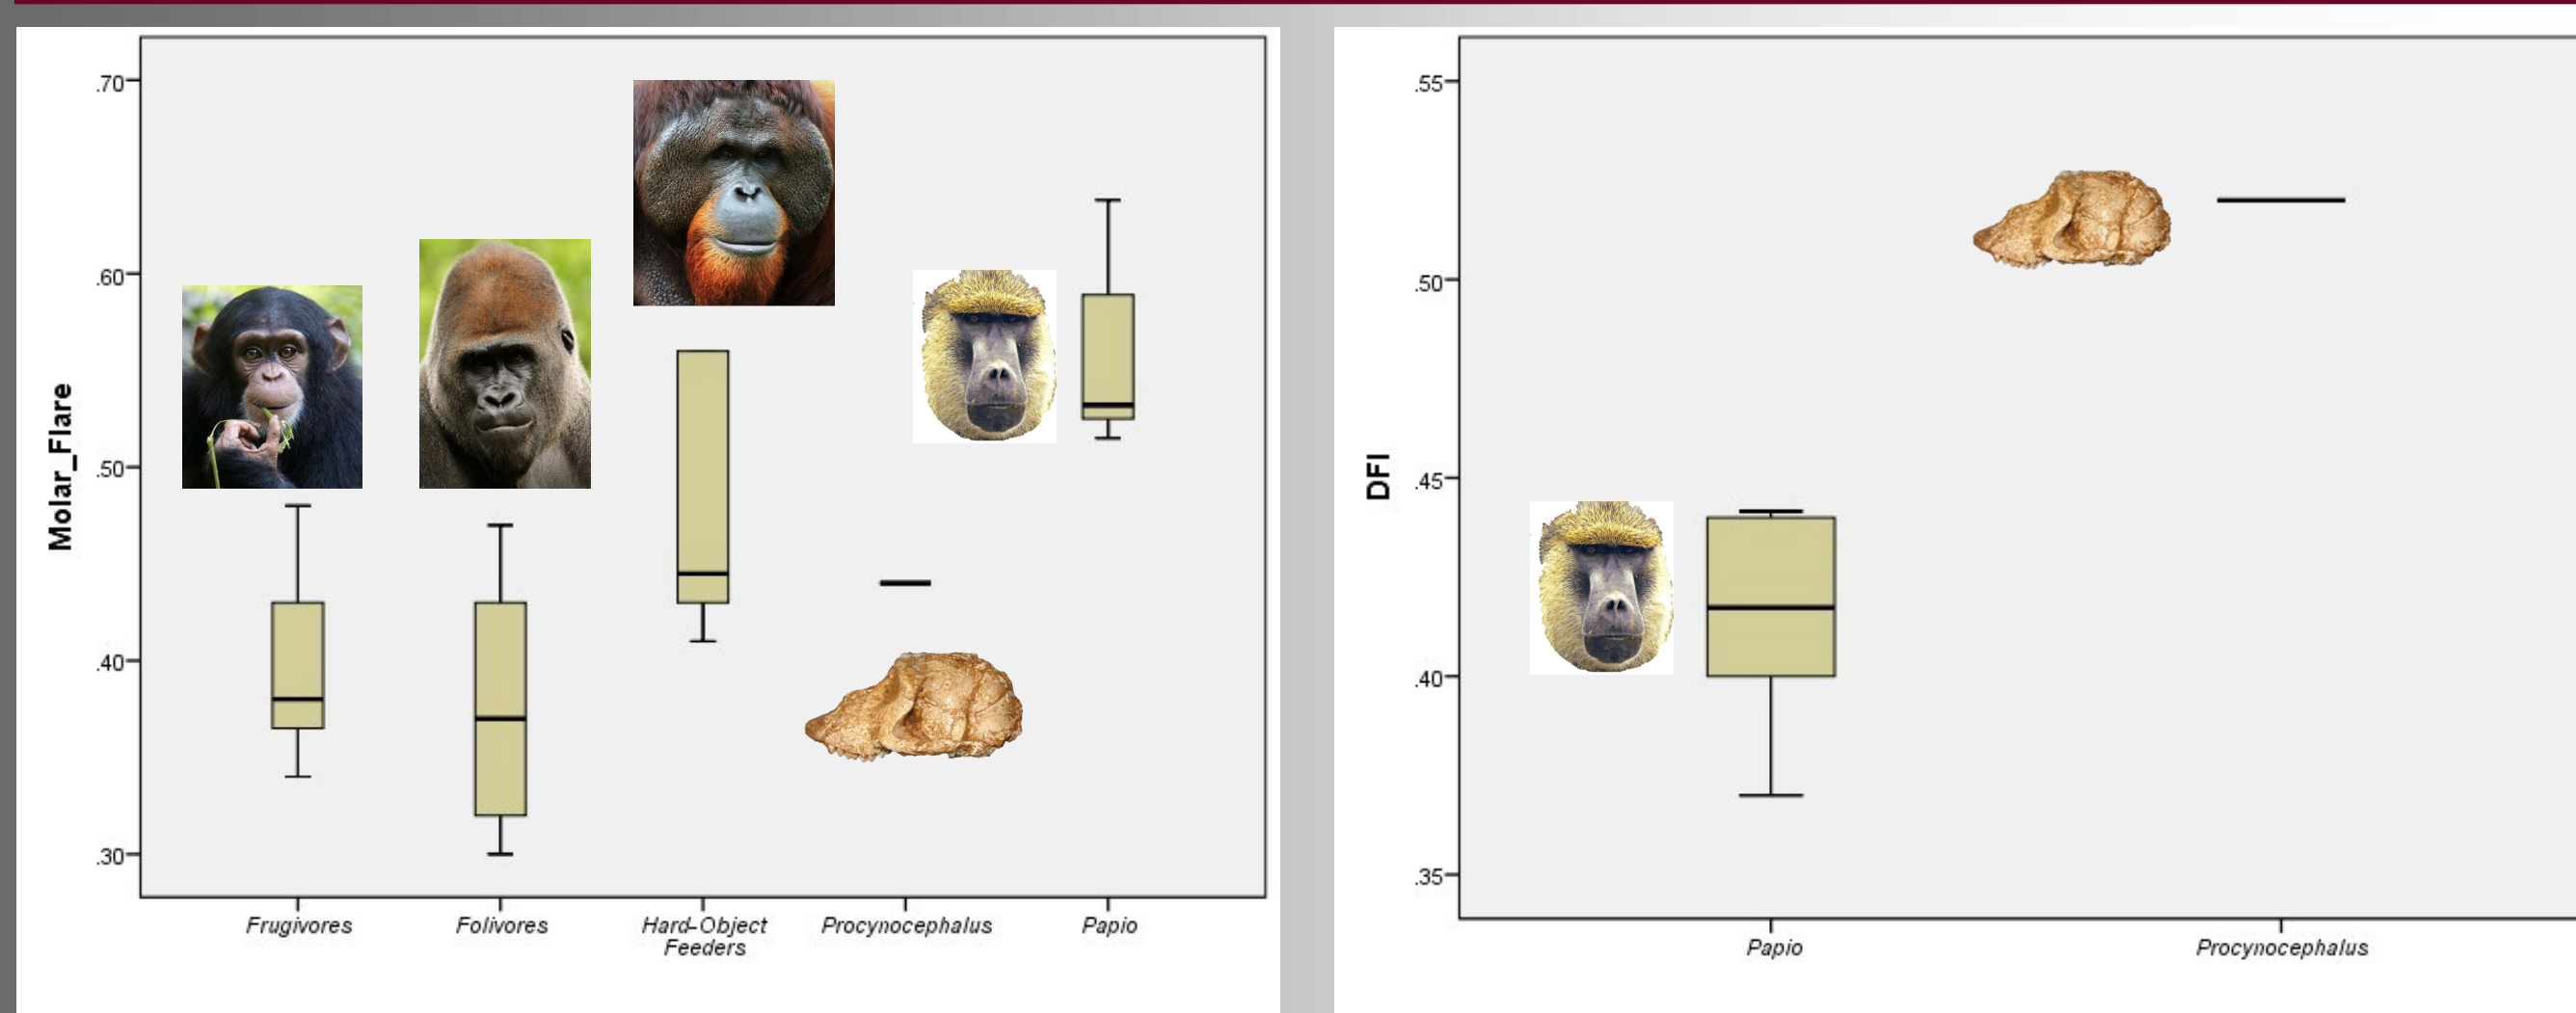 Molar_Flare
.70
.60
.50
.40
.30
Frugivores
Folivores
Hard-Object
Feeders
Procynocephalus
Papio
DFI
.55
.50
.45
.40
.35
Papio
Procynocephalus